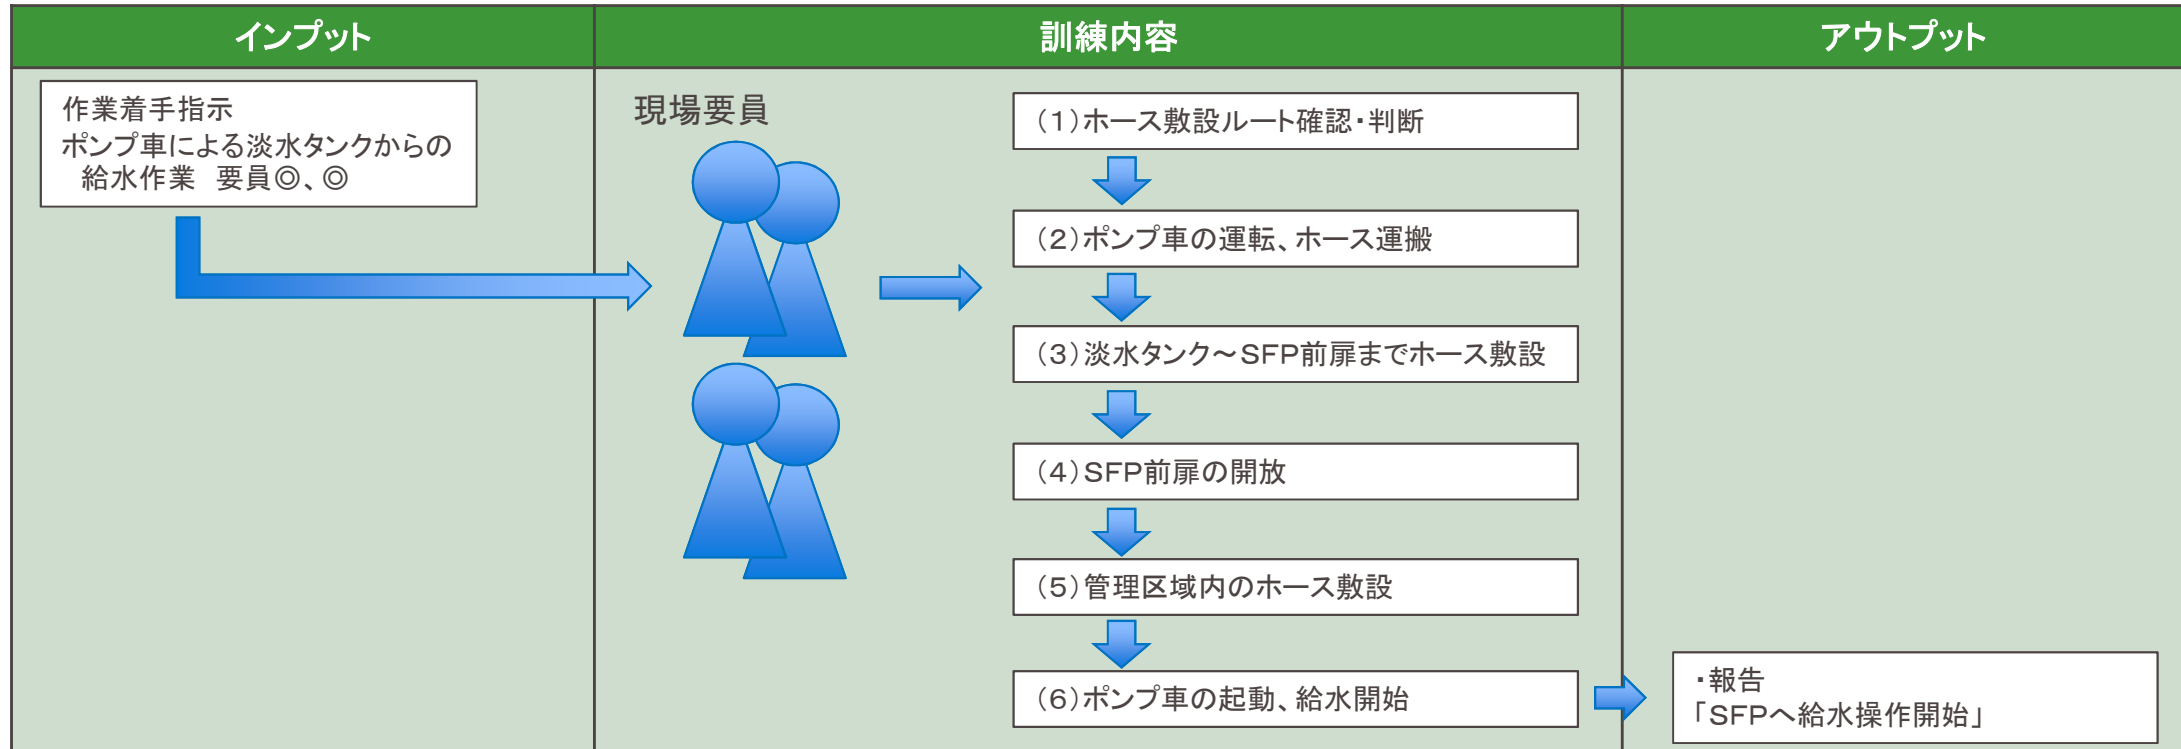 インプット
訓練内容
アウトプット
作業着手指示
ポンプ車による淡水タンクからの
給水作業　要員◎、◎
現場要員
（1）ホース敷設ルート確認・判断
（2）ポンプ車の運転、ホース運搬
（3）淡水タンク～SFP前扉までホース敷設
（4）SFP前扉の開放
（5）管理区域内のホース敷設
（6）ポンプ車の起動、給水開始
・報告
「SFPへ給水操作開始」